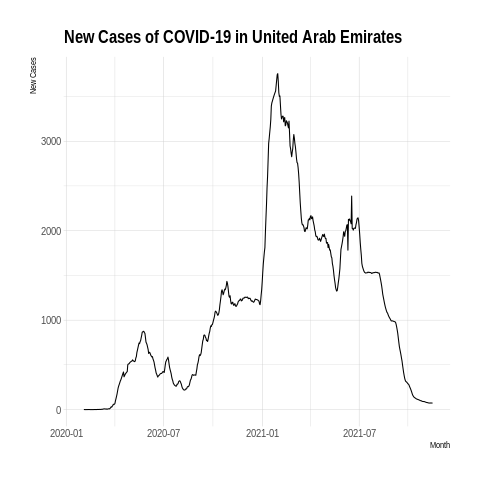 New Cases of COVID-19 in United Arab Emirates
New Cases
3000
2000
1000
0
2020-01 2020-07 2021-01 2021-07
Month